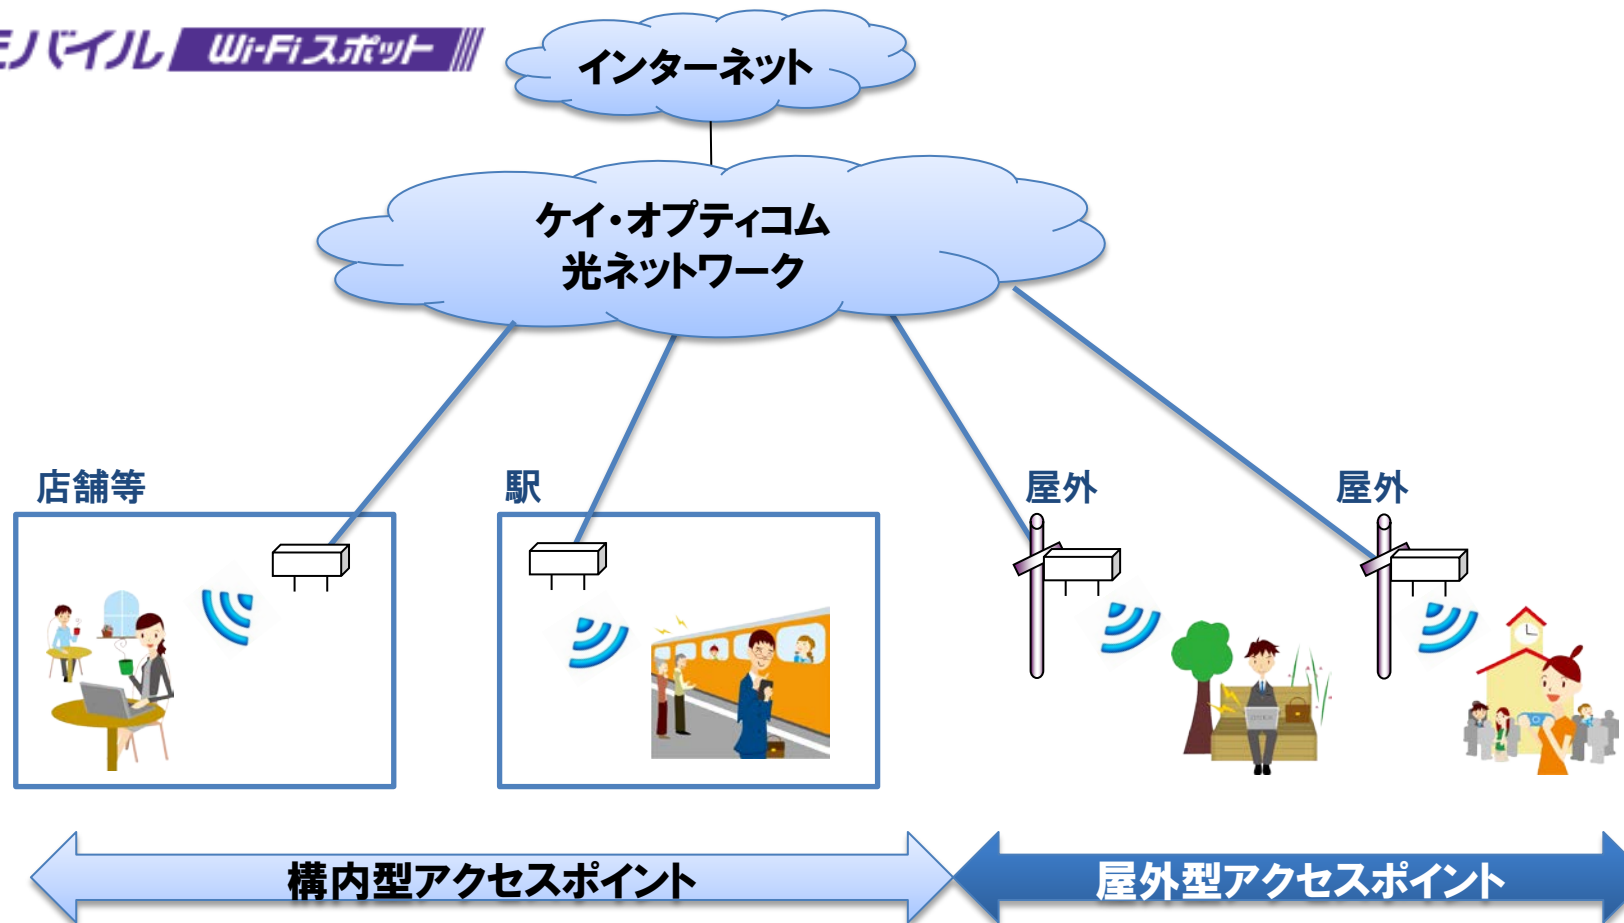 モバイル Wi-Fiスポット
インターネット
ケイ・オプティコム
光ネットワーク
店舗等
駅
屋外
屋外
構内型アクセスポイント
屋外型アクセスポイント